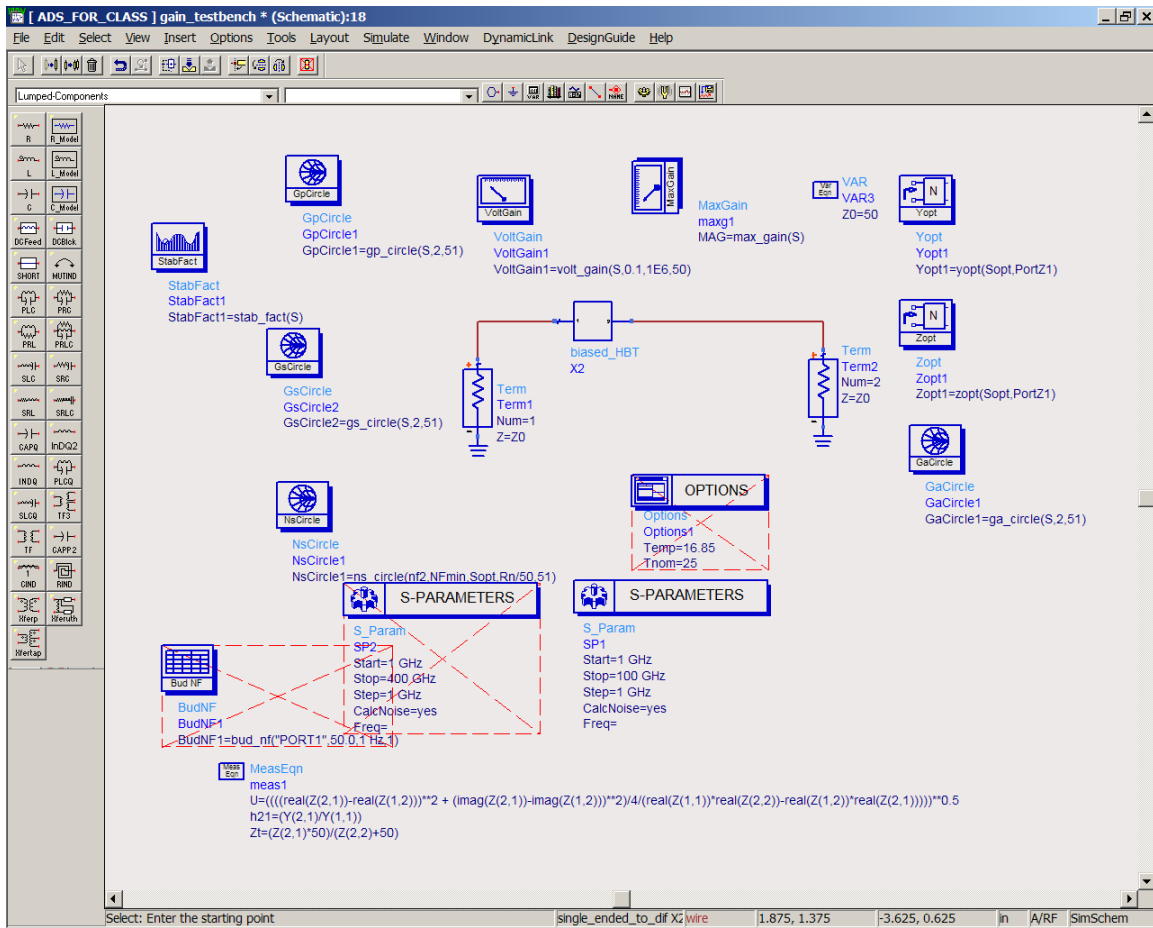 [ ADS_FOR_CLASS ] gain_testbench * (Schematic):18
File Edit Select View Insert Options Tools Layout Simulate Window DynamicLink DesignGuide Help
VAR
NAME
Lumped-Components
R R_Model
L L_Model
C C_Model
DCFeed DCBlck
SHORT MUTIND
PLC PRC
PRL PRLC
SLC SRC
SRL SRLC
CAPQ InDQ2
INDQ PLCQ
SLCQ TF3
TF CAPP2
CIND RIND
Xferp Xferuth
Xfertap
GpCircle
GpCircle
GpCircle1
GpCircle1=gp_circle(S,2,51)
VoltGain
VoltGain
VoltGain1
VoltGain1=volt_gain(S,0.1,1E6,50)
MaxGain
MaxGain
maxg1
MAG=max_gain(S)
Var
Eqn
VAR
VAR3
Z0=50
N
Yopt
Yopt
Yopt1
Yopt1=yopt(Sopt,PortZ1)
StabFact
StabFact
StabFact1
StabFact1=stab_fact(S)
GsCircle
GsCircle
GsCircle2
GsCircle2=gs_circle(S,2,51)
biased_HBT
X2
Term
Term1
Num=1
Z=Z0
Term
Term2
Num=2
Z=Z0
N
Zopt
Zopt
Zopt1
Zopt1=zopt(Sopt,PortZ1)
GaCircle
GaCircle
GaCircle1
GaCircle1=ga_circle(S,2,51)
NsCircle
NsCircle
NsCircle1
NsCircle1=ns_circle(nf2,NFmin,Sopt,Rn/50,51)
OPTIONS
Options
Options1
Temp=16.85
Tnom=25
S-PARAMETERS
S_Param
SP2
Start=1 GHz
Stop=400 GHz
Step=1 GHz
CalcNoise=yes
Freq=
S-PARAMETERS
S_Param
SP1
Start=1 GHz
Stop=100 GHz
Step=1 GHz
CalcNoise=yes
Freq=
Bud NF
BudNF
BudNF1
BudNF1=bud_nf("PORT1",50.0,1 Hz,1)
Meas
Eqn
MeasEqn
meas1
U=((((real(Z(2,1))-real(Z(1,2)))**2 + (imag(Z(2,1))-imag(Z(1,2)))**2)/4/(real(Z(1,1))*real(Z(2,2))-real(Z(1,2))*real(Z(2,1)))))**0.5
h21=(Y(2,1)/Y(1,1))
Zt=(Z(2,1)*50)/(Z(2,2)+50)
Select: Enter the starting point
single_ended_to_dif X2 wire 1.875, 1.375 -3.625, 0.625 in A/RF SimSchem